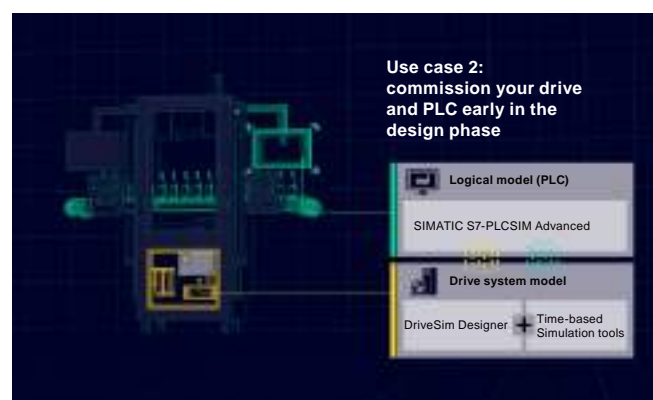 Use case 2:
commission your drive
and PLC early in the
design phase
Logical model (PLC)
SIMATIC S7-PLCSIM Advanced
Drive system model
DriveSim Designer
Time-based
Simulation tools